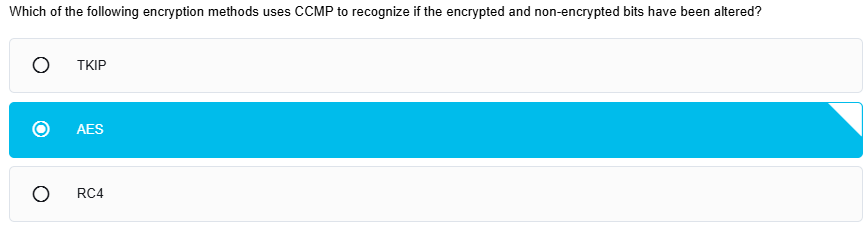 Which of the following encryption methods uses CCMP to recognize if the encrypted and non-encrypted bits have been altered?
TKIP
AES
RC4